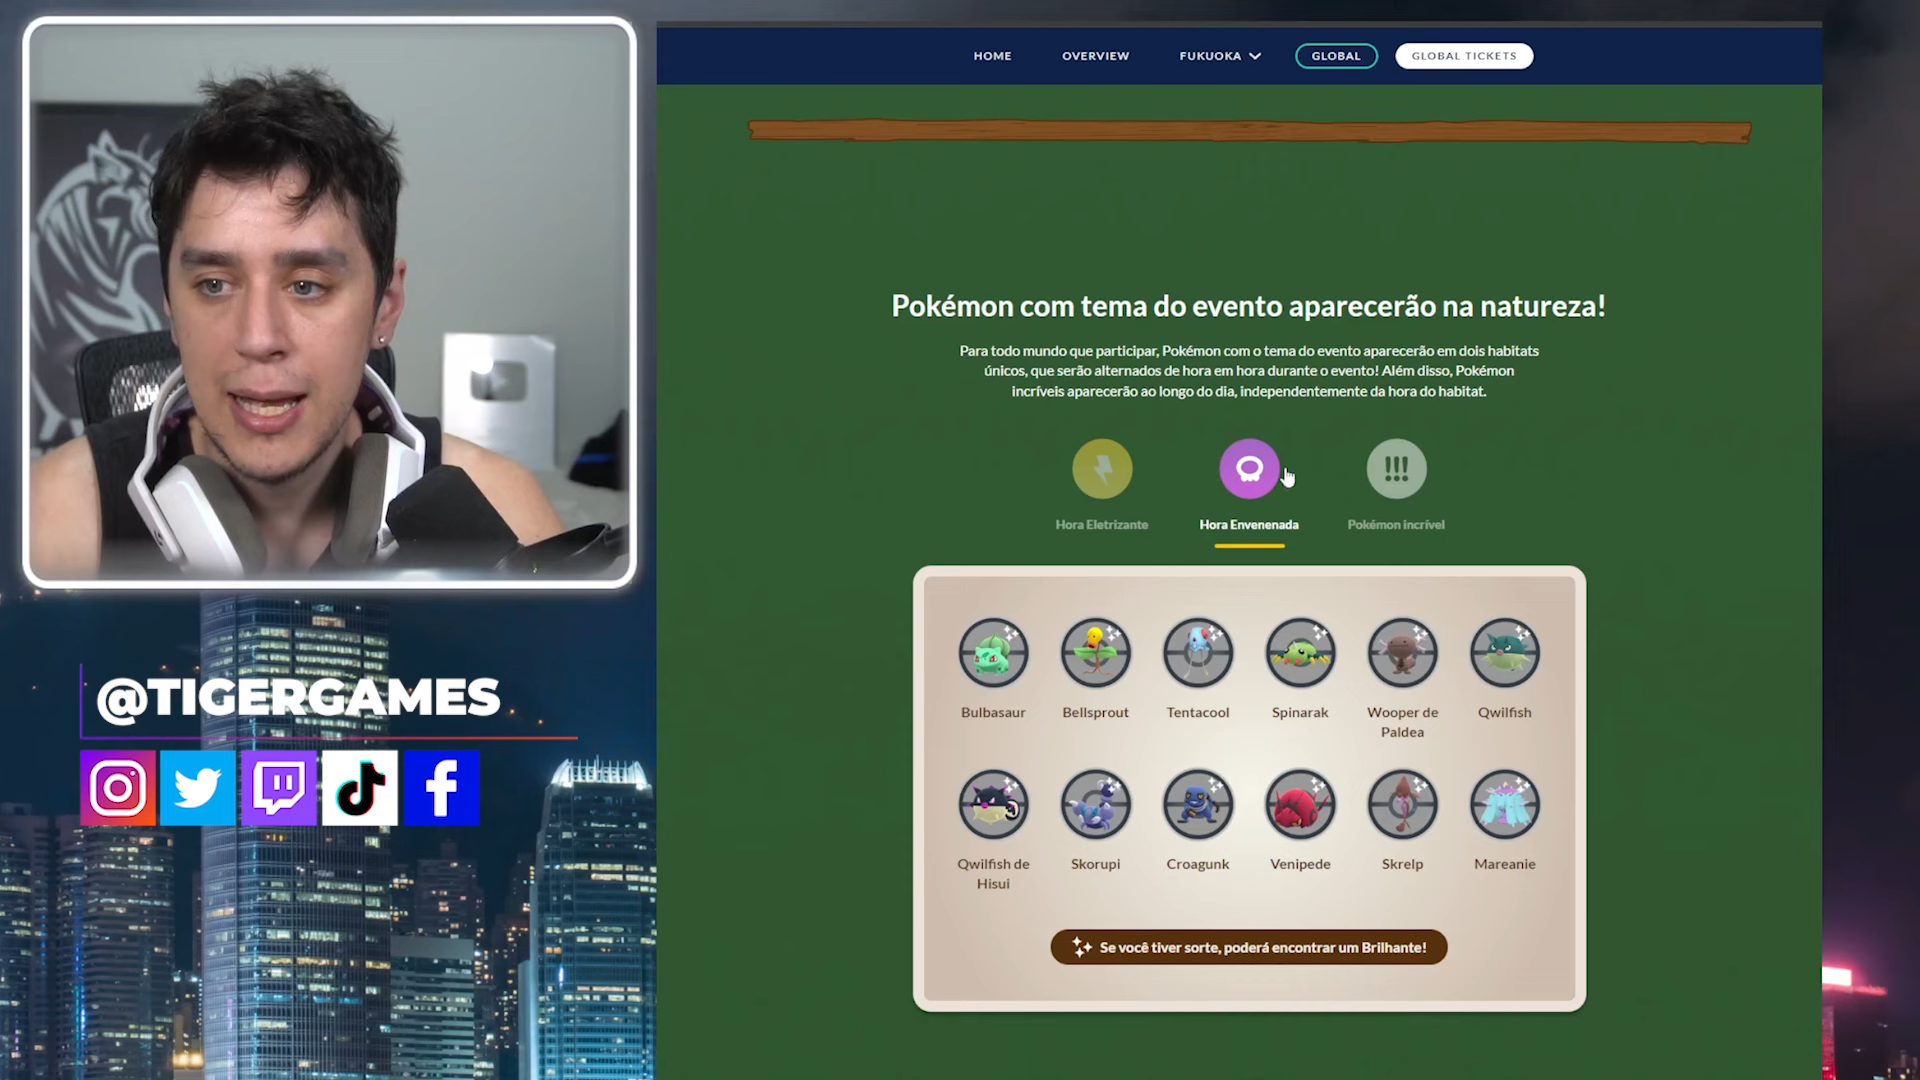 HOME
OVERVIEW
FUKUOKA
GLOBAL
GLOBAL TICKETS
Pokémon com tema do evento aparecerão na natureza!
Para todo mundo que participar, Pokémon com o tema do evento aparecerão em dois habitats
únicos, que serão alternados de hora em hora durante o evento! Além disso, Pokémon
incríveis aparecerão ao longo do dia, independentemente da hora do habitat.
!!!
Hora Eletrizante
Hora Envenenada
Pokémon incrível
Bulbasaur
Bellsprout
Tentacool
Spinarak
Wooper de
Paldea
Qwilfish
Qwilfish de
Hisui
Skorupi
Croagunk
Venipede
Skrelp
Mareanie
Se você tiver sorte, poderá encontrar um Brilhante!
@TIGERGAMES